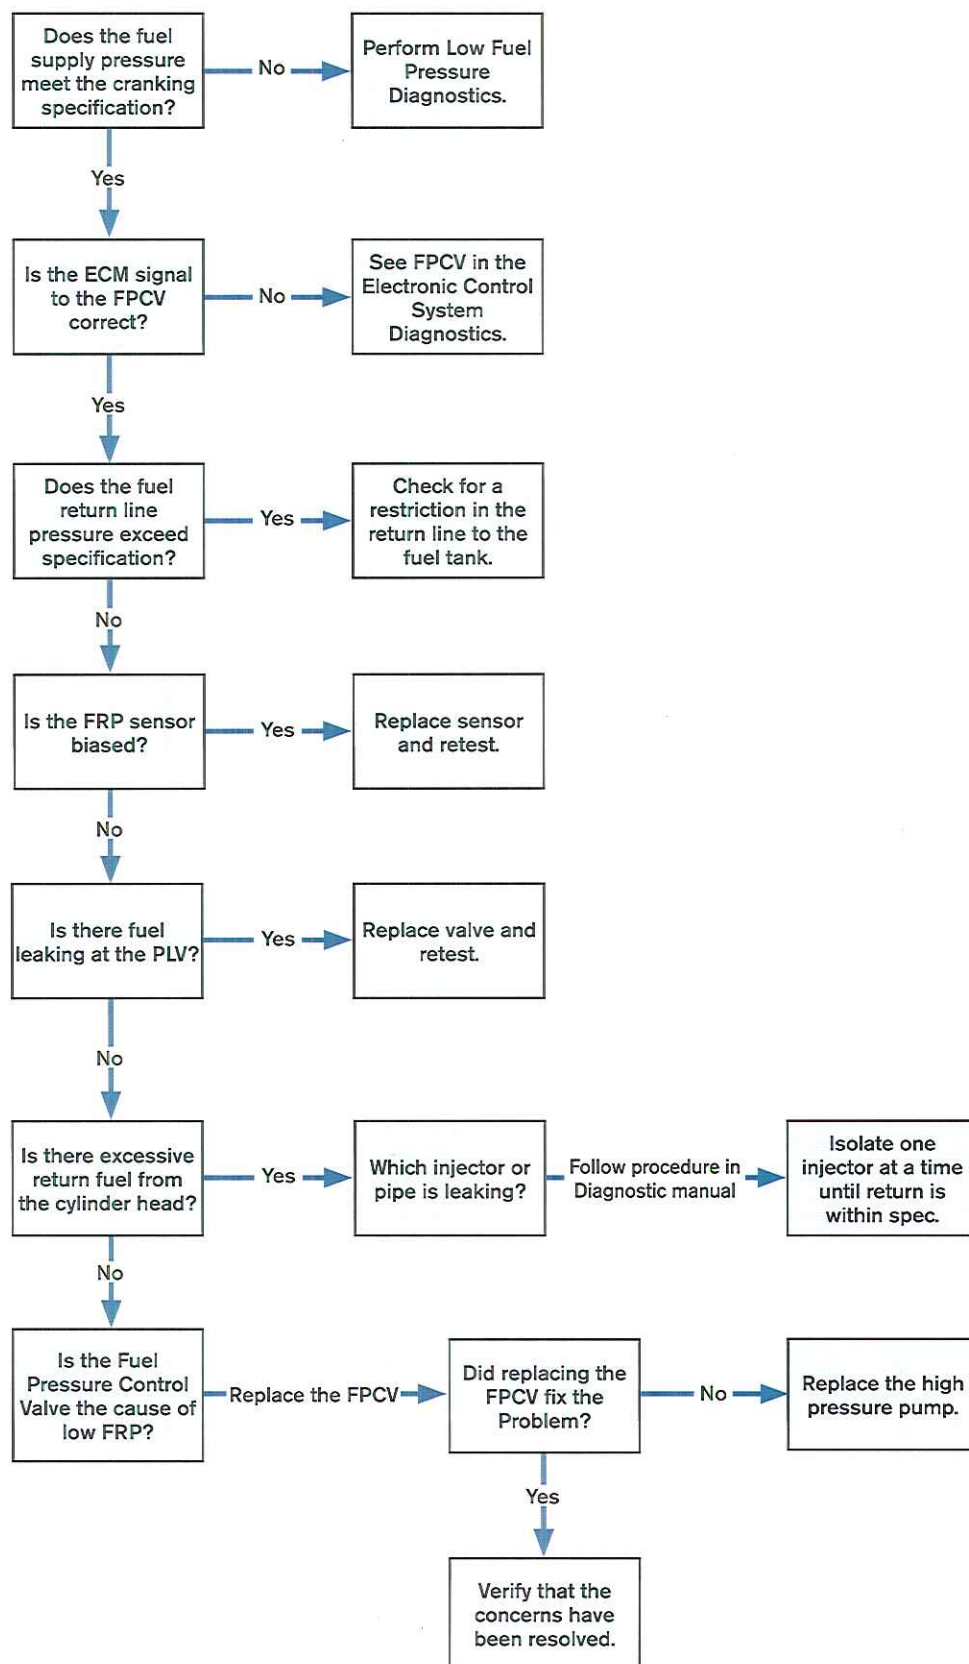 Does the fuel
supply pressure
meet the cranking
specification?
No
Perform Low Fuel
Pressure
Diagnostics.
Yes
Is the ECM signal
to the FPCV
correct?
No
See FPCV in the
Electronic Control
System
Diagnostics.
Yes
Does the fuel
return line
pressure exceed
specification?
Yes
Check for a
restriction in the
return line to the
fuel tank.
No
Is the FRP sensor
biased?
Yes
Replace sensor
and retest.
No
Is there fuel
leaking at the PLV?
Yes
Replace valve and
retest.
No
Is there excessive
return fuel from
the cylinder head?
Yes
Which injector or
pipe is leaking?
Follow procedure in
Diagnostic manual
Isolate one
injector at a time
until return is
within spec.
No
Is the Fuel
Pressure Control
Valve the cause of
low FRP?
Replace the FPCV
Did replacing the
FPCV fix the
Problem?
No
Replace the high
pressure pump.
Yes
Verify that the
concerns have
been resolved.